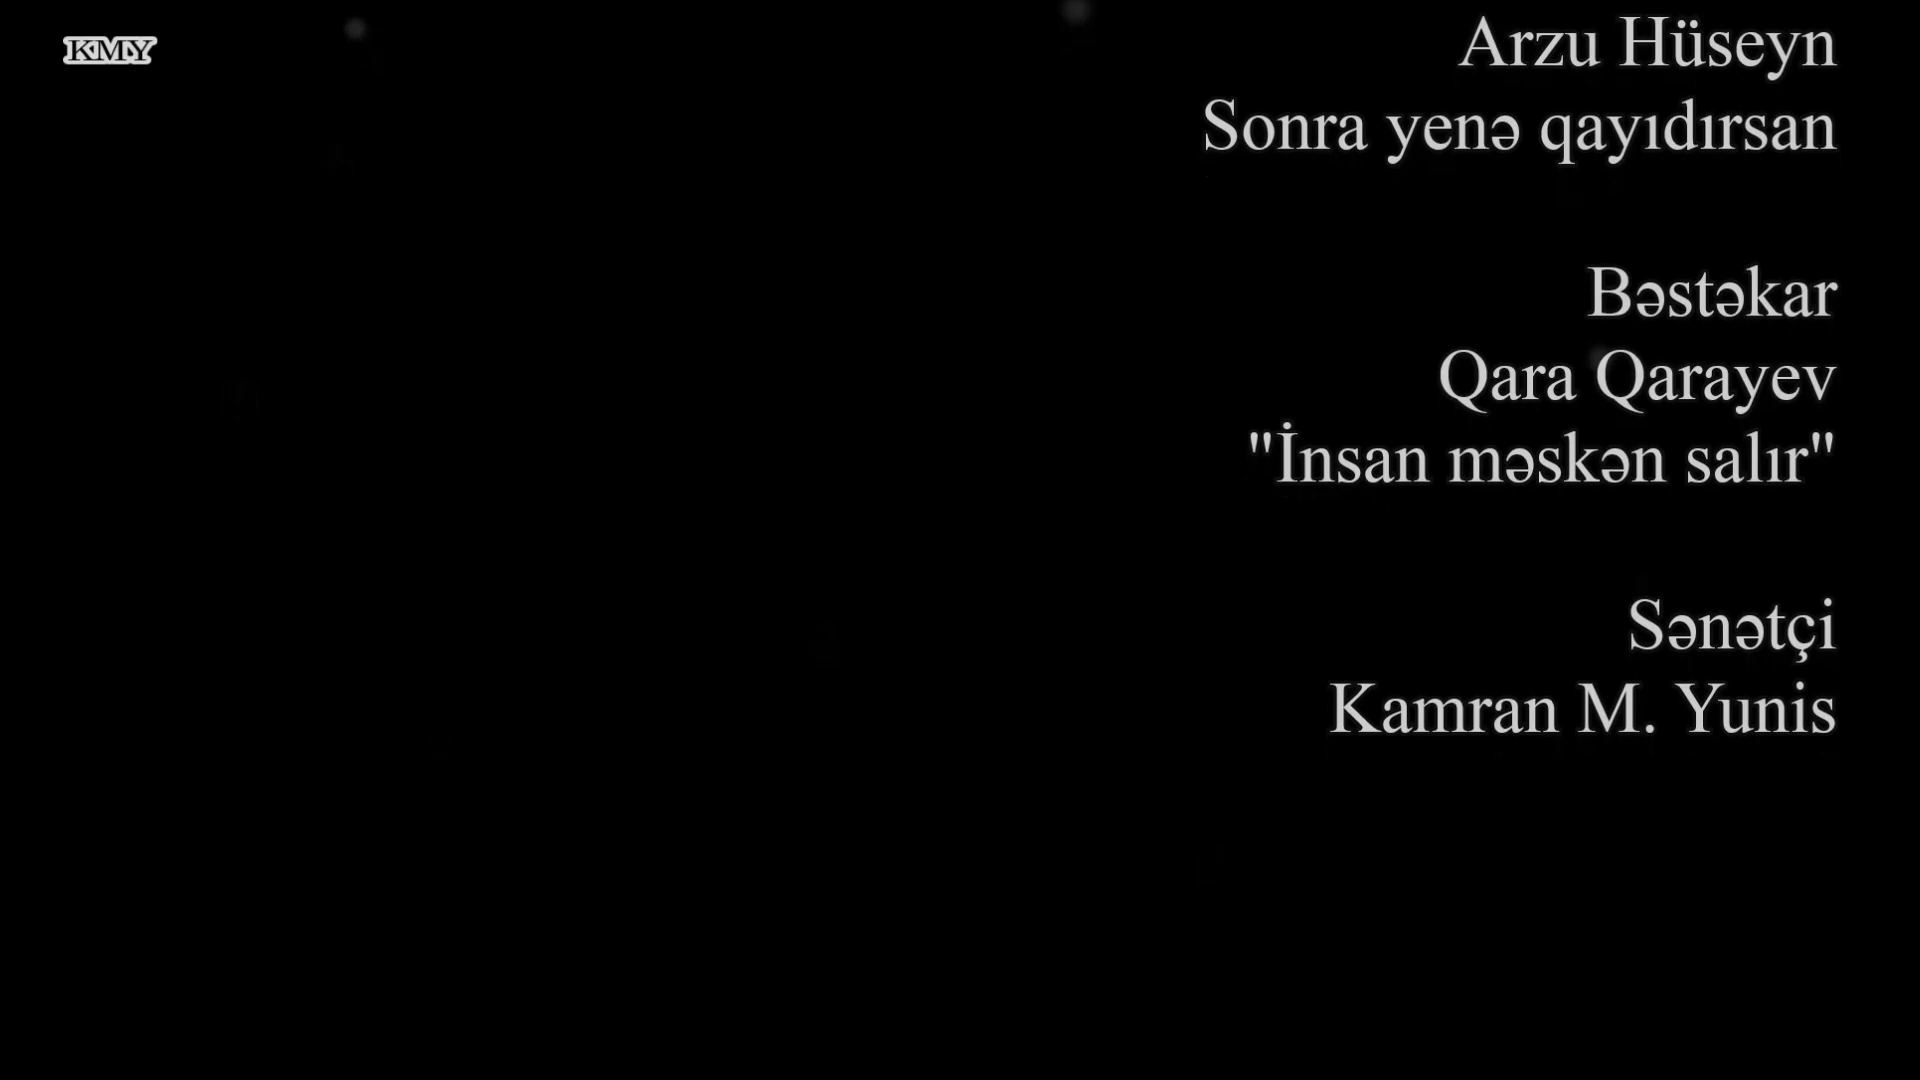 KMY
Arzu Hüseyn
Sonra yenə qayıdırsan
Bəstəkar
Qara Qarayev
"İnsan məskən salır"
Sənətçi
Kamran M. Yunis